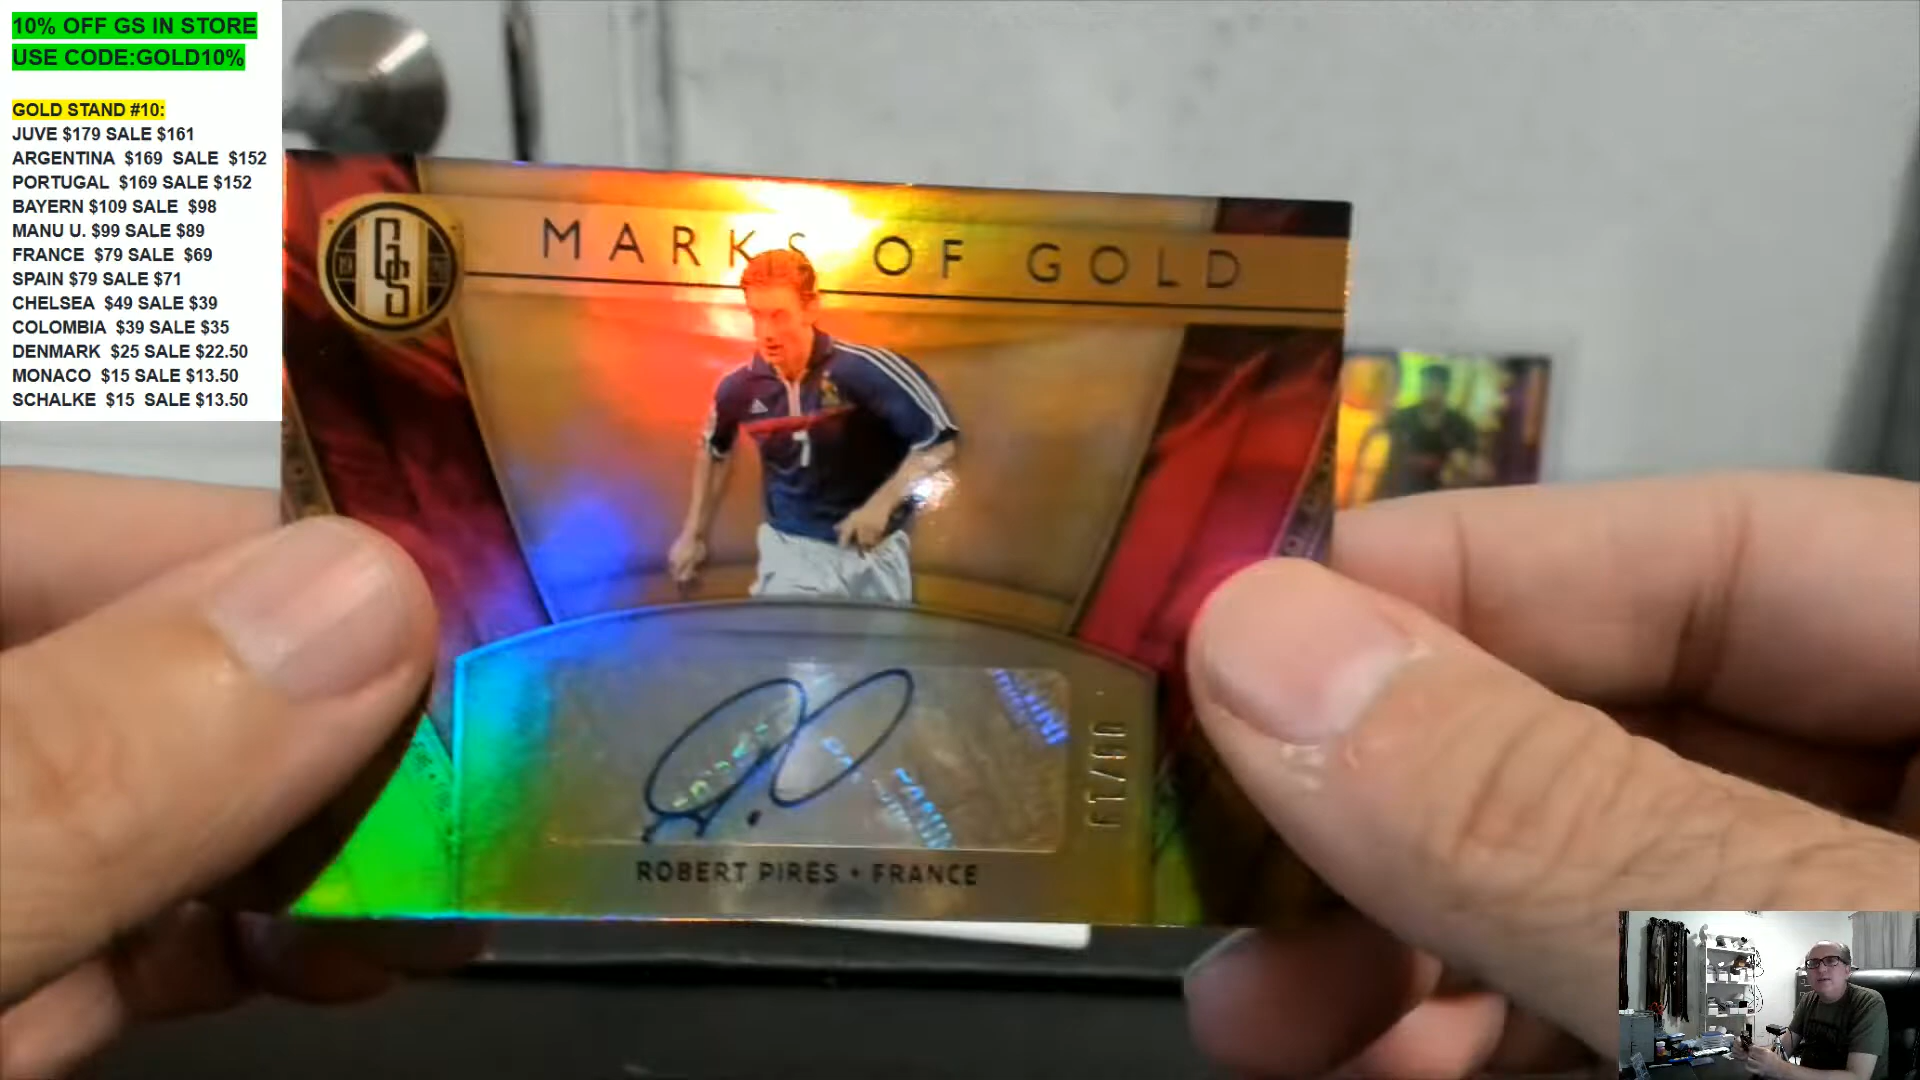 10% OFF GS IN STORE
USE CODE:GOLD10%
GOLD STAND #10:
JUVE $179 SALE $161
ARGENTINA $169 SALE $152
PORTUGAL $169 SALE $152
BAYERN $109 SALE $98
MANU U. $99 SALE $89
FRANCE $79 SALE $69
SPAIN $79 SALE $71
CHELSEA $49 SALE $39
COLOMBIA $39 SALE $35
DENMARK $25 SALE $22.50
MONACO $15 SALE $13.50
SCHALKE $15 SALE $13.50
GS
MARKS OF GOLD
7
ROBERT PIRES • FRANCE